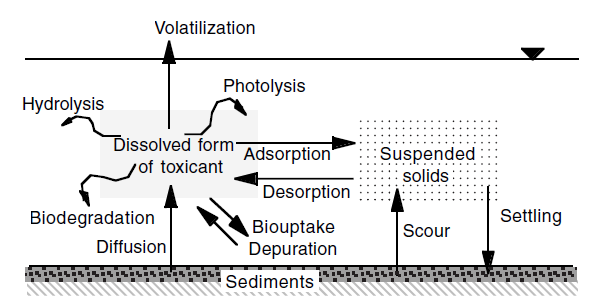 Volatilization
Photolysis
Hydrolysis
Dissolved form
of toxicant
Adsorption
Suspended
solids
Desorption
Biodegradation
Biouptake
Depuration
Diffusion
Scour
Settling
Sediments